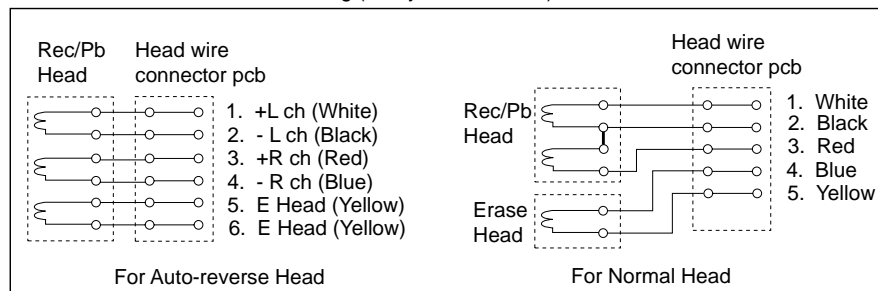 Rec/Pb
Head
Head wire
connector pcb
1. +L ch (White)
2. - L ch (Black)
3. +R ch (Red)
4. - R ch (Blue)
5. E Head (Yellow)
6. E Head (Yellow)
For Auto-reverse Head
Head wire
connector pcb
Rec/Pb
Head
1. White
2. Black
3. Red
4. Blue
5. Yellow
Erase
Head
For Normal Head